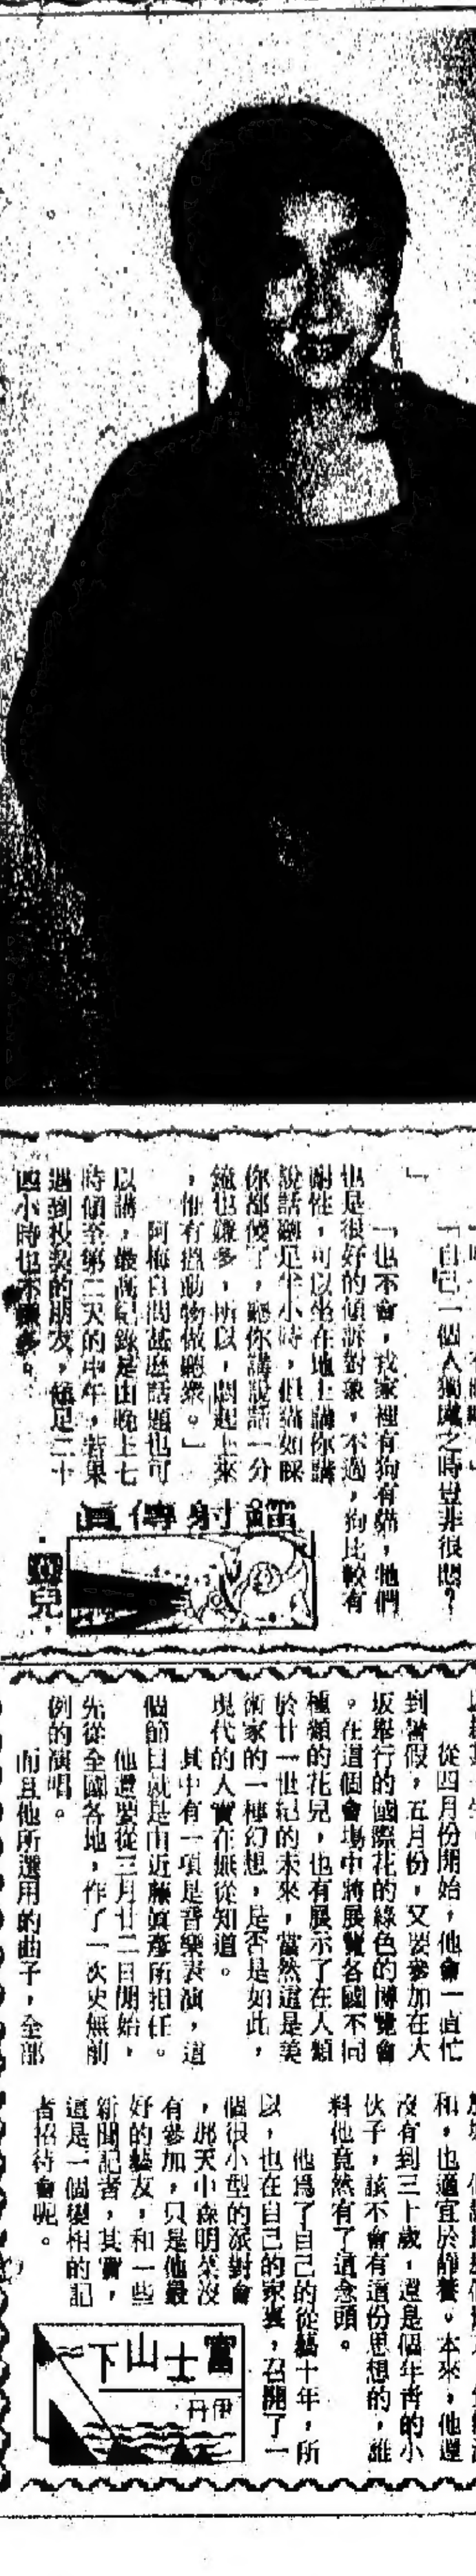 「自己一個人獨處之時豈非很悶？
」
「也不會，我家裡有狗有貓，牠們
也是很好的傾訴對象，不過，狗比較有
耐性，可以坐在地上講你講
說話崩足半小時，但貓如睬
你都傻了，聽你講說話一分
鐘也嫌多，所以，悶起上來
，惟有搵動物做聽衆。」
阿梅自問甚麽話題也可
以講，最高紀錄是由晚上七
時傾至第二天的中午，若果
遇到投契的朋友，傾足二十
四小時也不嫌多。
鐳射傳眞
·兒·
從四月份開始，他會一直忙
到暑假，五月份，又要參加在大
坂舉行的國際花的綠色的博覽會
。在這個會場中將展覽各國不同
種類的花兒，也有展示了在人類
於廿一世紀的未來，當然這是美
術家的一種幻想，是否是如此，
現代的人實在無從知道。
其中有一項是音樂表演，這
個節目就是由近藤眞彥所担任。
他還要從三月廿二日開始，
先從全國各地，作了一次史無前
例的演唱。
而且他所選用的曲子，全部
和，也適宜於靜養。本來，他還
沒有到三十歲，還是個年青的小
伙子，該不會有這份思想的，誰
料他竟然有了這念頭。
他爲了自己的從藝十年，所
以，也在自己的家裏，召開了一
個很小型的派對會
，那天中森明菜沒
有參加，只是他最
好的藝友，和一些
新聞記者，其實，
這是一個變相的記
者招待會呢。
富士山下
伊丹